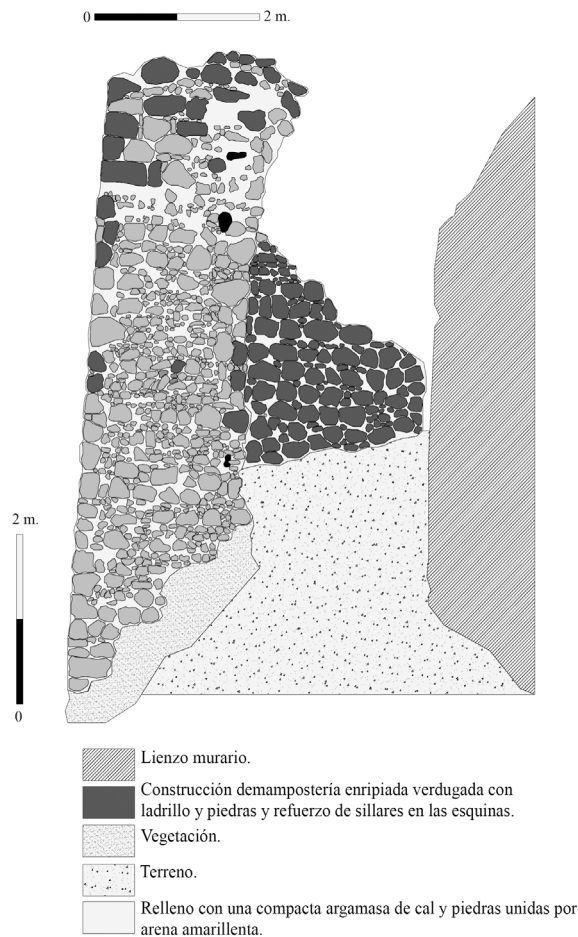 0 2 m.
2 m.
0
Lienzo murario.
Construcción demampostería enripiada verdugada con
ladrillo y piedras y refuerzo de sillares en las esquinas.
Vegetación.
Terreno.
Relleno con una compacta argamasa de cal y piedras unidas por
arena amarillenta.